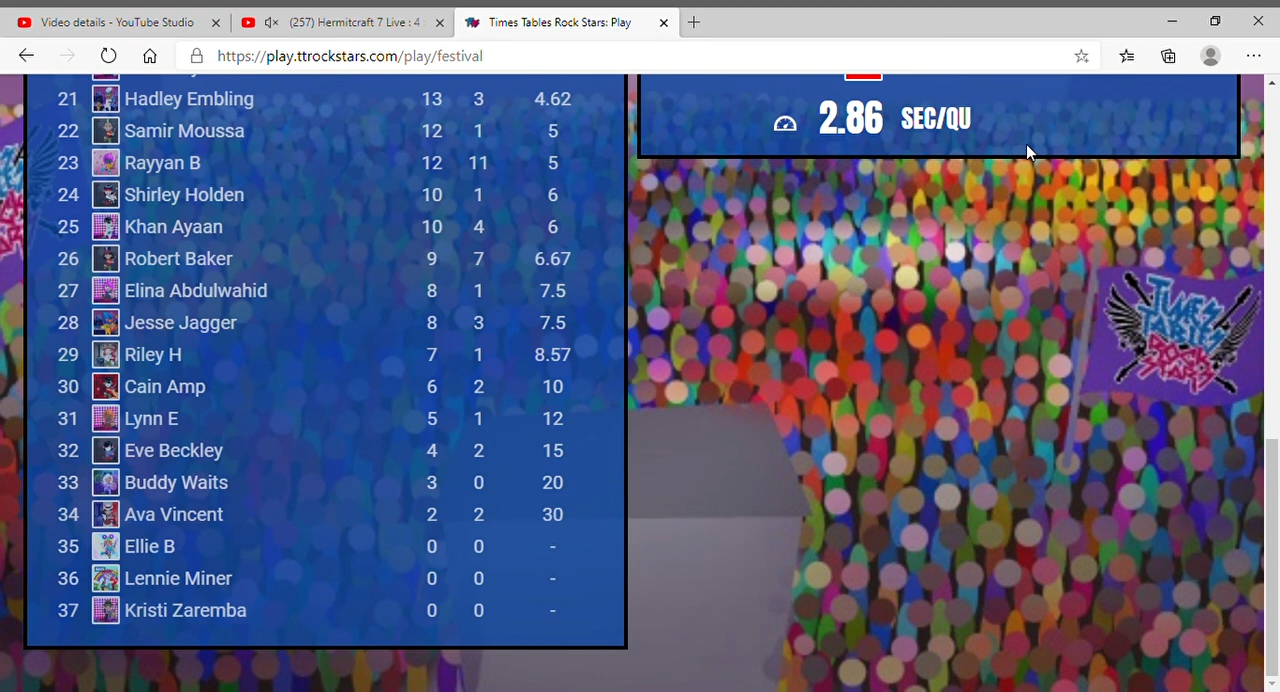 Video details - YouTube Studio
(257) Hermitcraft 7 Live : 4
Times Tables Rock Stars: Play
https://play.ttrockstars.com/play/festival
21 Hadley Embling 13 3 4.62
22 Samir Moussa 12 1 5
23 Rayyan B 12 11 5
24 Shirley Holden 10 1 6
25 Khan Ayaan 10 4 6
26 Robert Baker 9 7 6.67
27 Elina Abdulwahid 8 1 7.5
28 Jesse Jagger 8 3 7.5
29 Riley H 7 1 8.57
30 Cain Amp 6 2 10
31 Lynn E 5 1 12
32 Eve Beckley 4 2 15
33 Buddy Waits 3 0 20
34 Ava Vincent 2 2 30
35 Ellie B 0 0 -
36 Lennie Miner 0 0 -
37 Kristi Zaremba 0 0 -
2.86 SEC/QU
TIMES
TABLES
ROCK
STARS